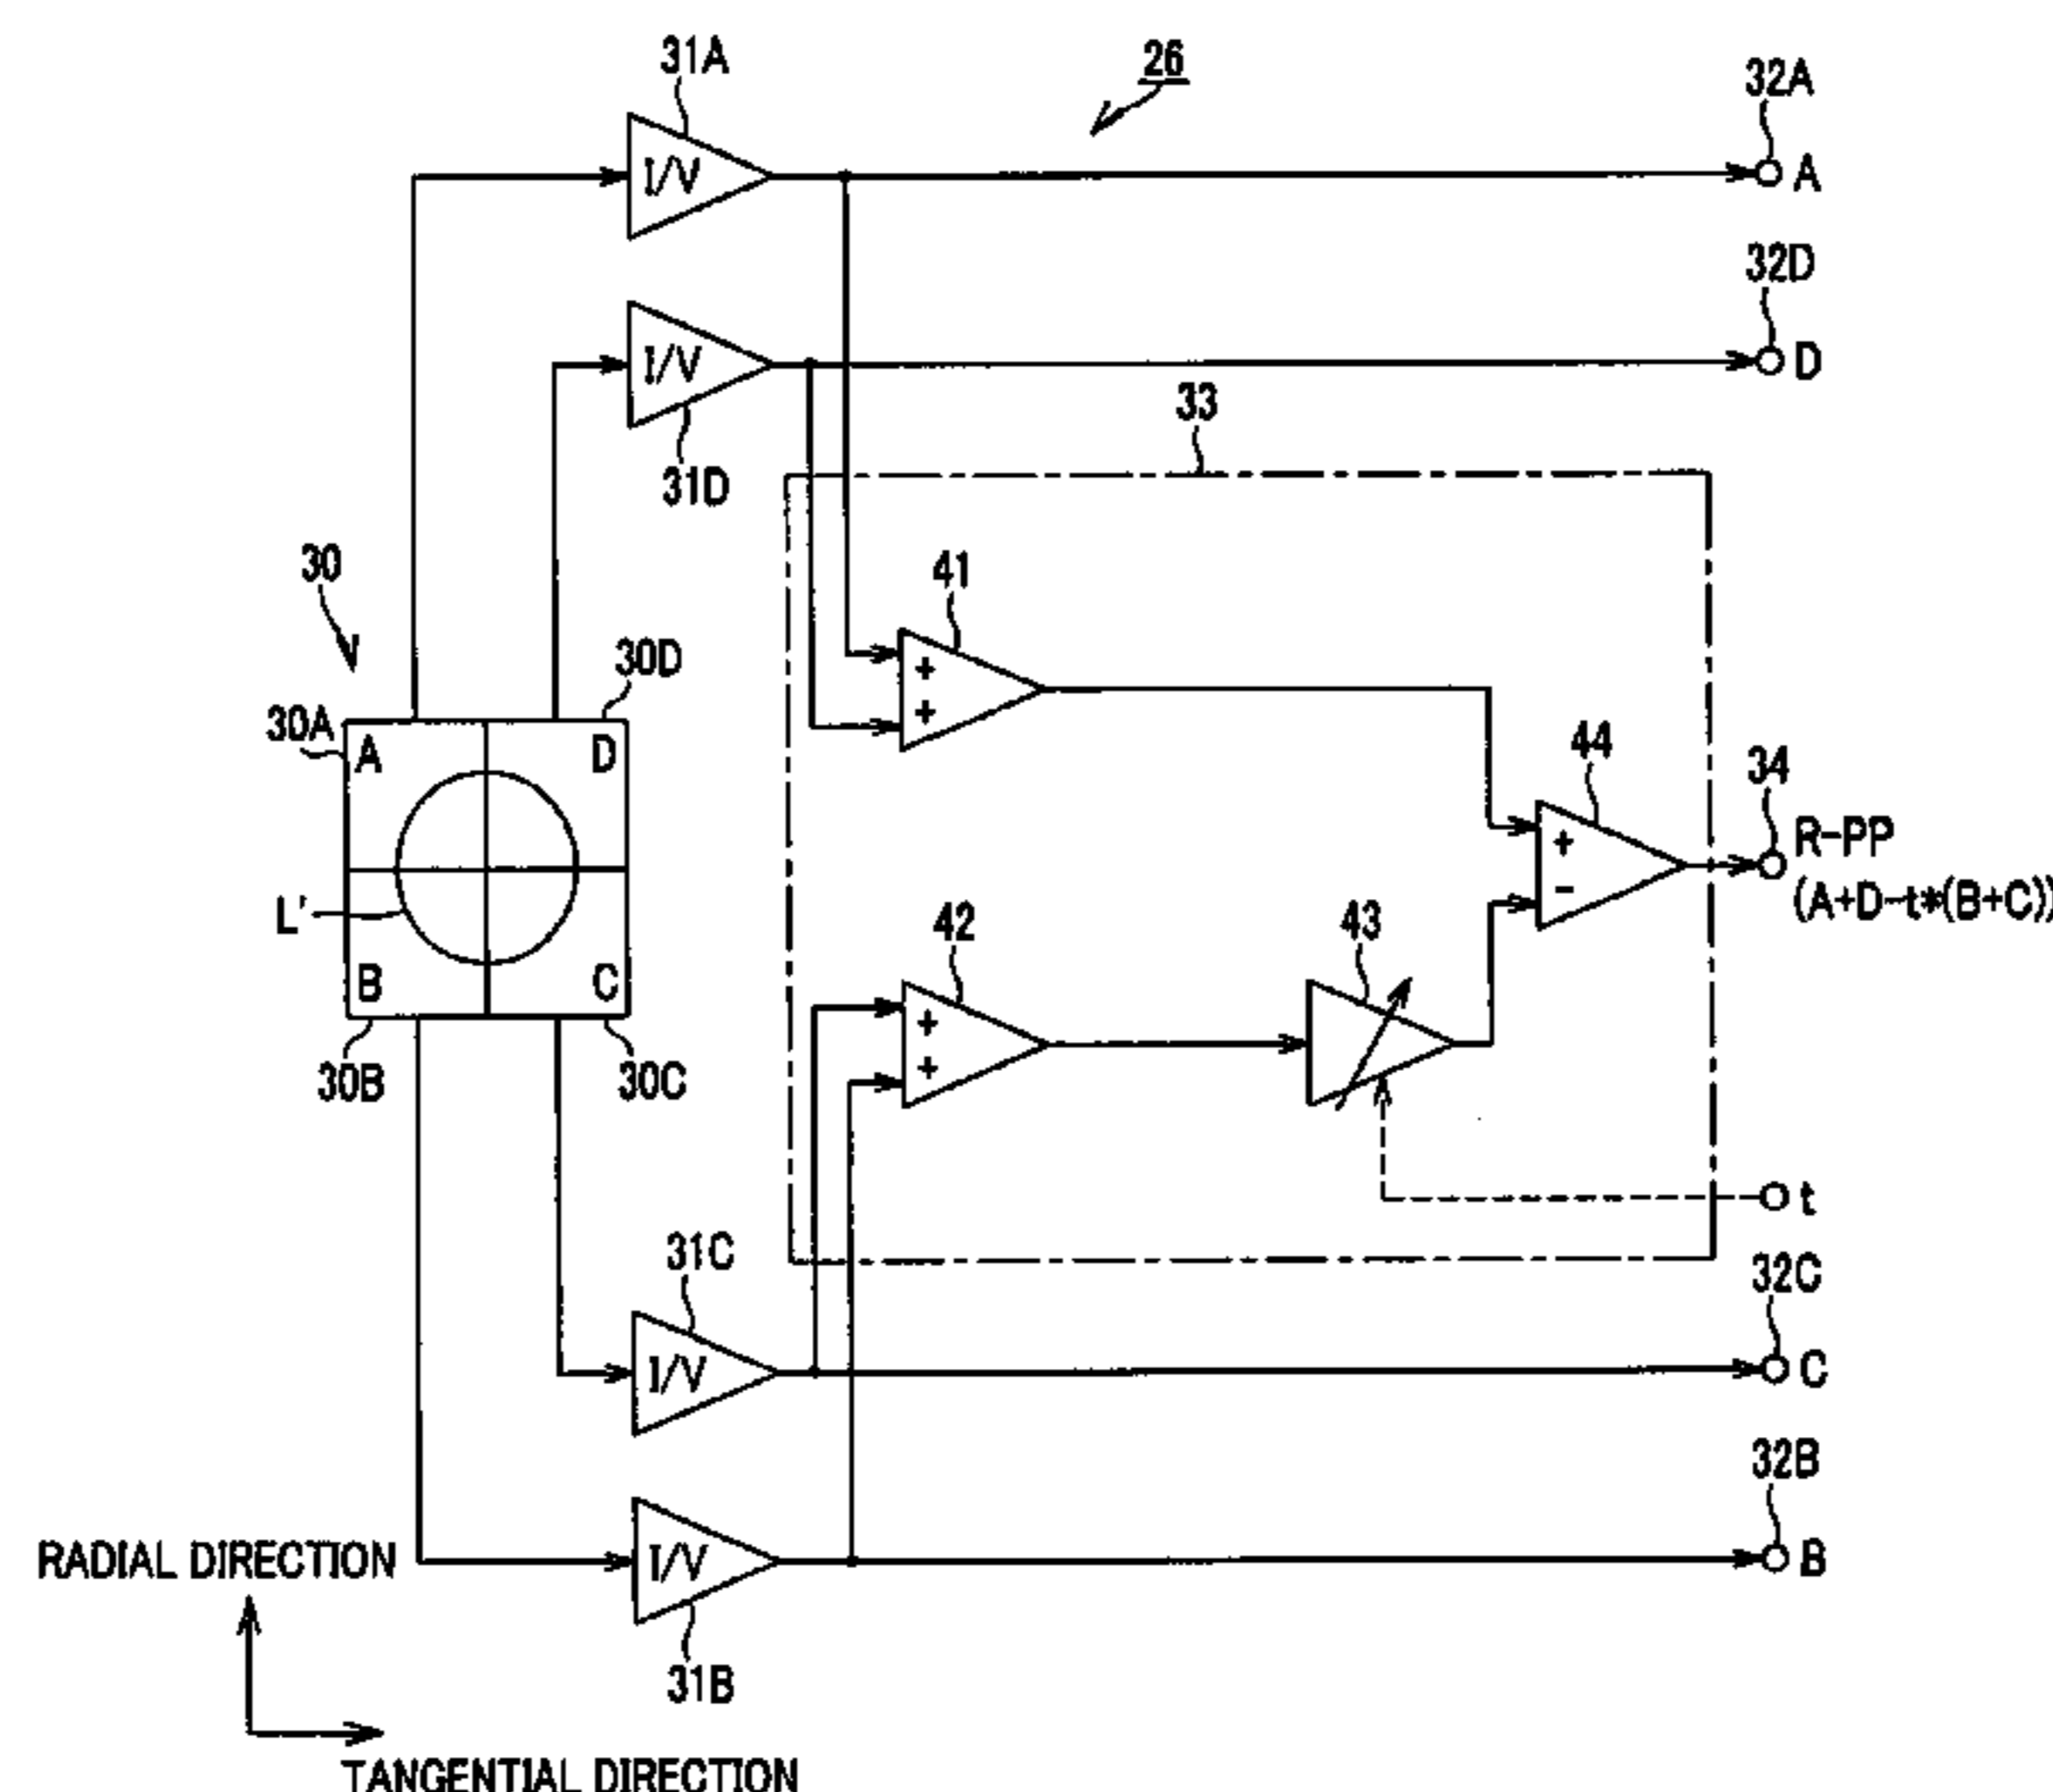 31A
26
32A
I/V
A
32D
I/V
D
33
31D
41
30
30D
+
+
30A
A
D
44
34
+
-
R-PP
(A+D-t*(B+C))
L'
42
43
B
C
+
+
30B
30C
t
31C
32C
I/V
C
32B
RADIAL DIRECTION
I/V
B
31B
TANGENTIAL DIRECTION